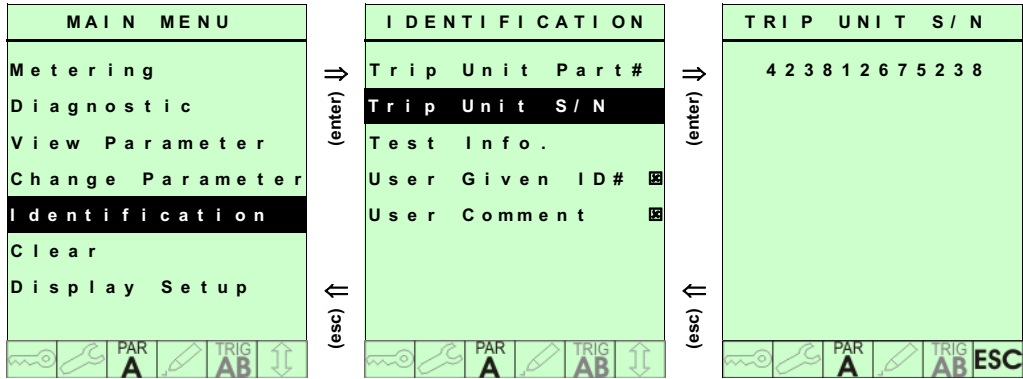 MAIN MENU
Metering
Diagnostic
View Parameter
Change Parameter
Identification
Clear
Display Setup
PAR
A
TRIG
AB
⇒
(enter)
(esc) ⇐
IDENTIFICATION
Trip Unit Part#
Trip Unit S/N
Test Info.
User Given ID#
User Comment
PAR
A
TRIG
AB
⇒
(enter)
(esc) ⇐
TRIP UNIT S/N
423812675238
PAR
A
TRIG
AB
ESC